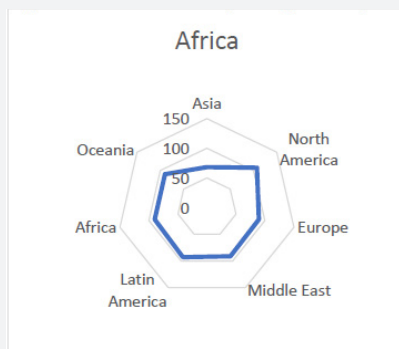 Africa
Asia
150
Oceania
North
America
100
50
0
Africa
Europe
Latin
America
Middle East